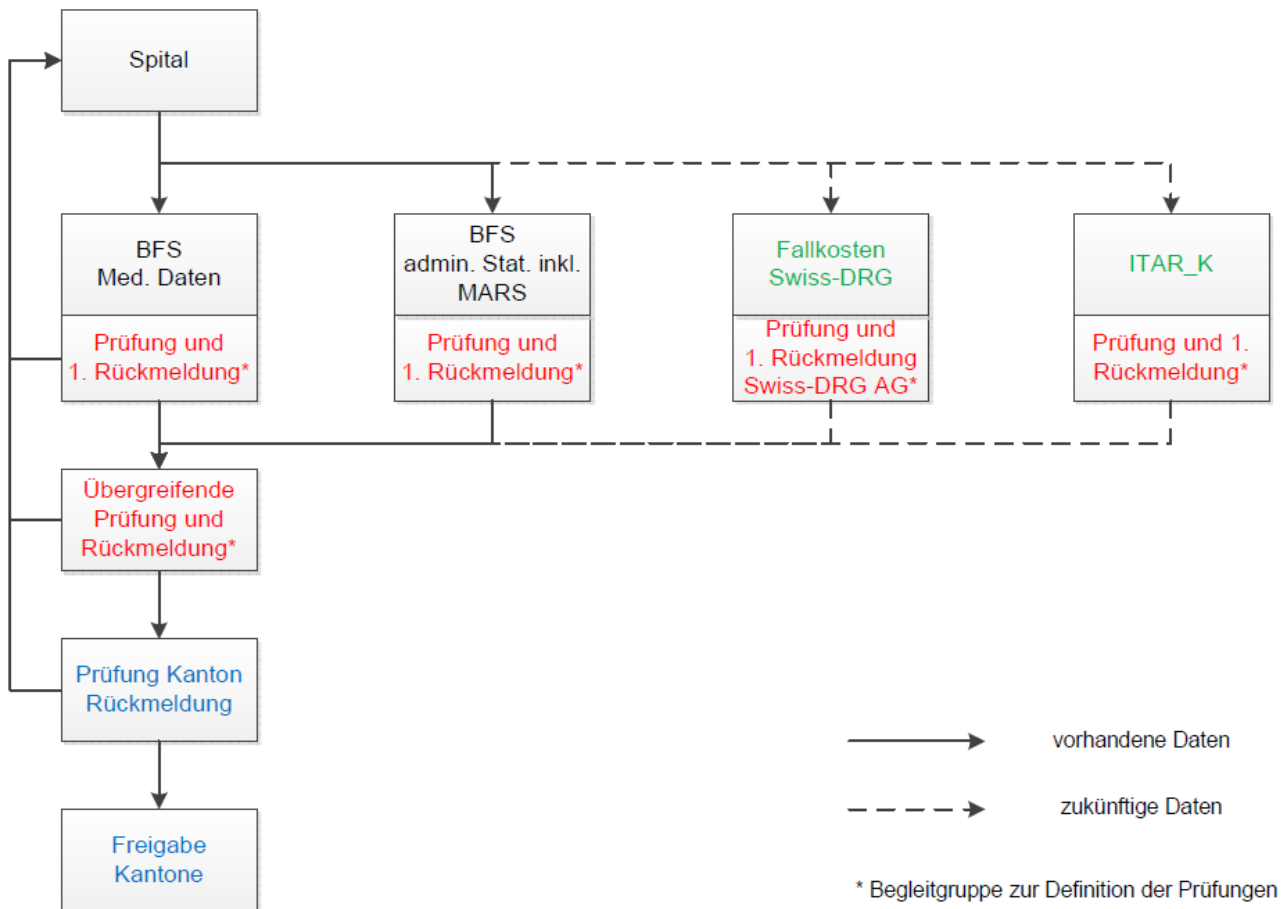 Spital
BFS
Med. Daten
BFS
admin. Stat. inkl.
MARS
Fallkosten
Swiss-DRG
ITAR_K
Prüfung und
1. Rückmeldung*
Prüfung und
1. Rückmeldung*
Prüfung und
1. Rückmeldung
Swiss-DRG AG*
Prüfung und 1.
Rückmeldung*
Übergreifende
Prüfung und
Rückmeldung*
Prüfung Kanton
Rückmeldung
Freigabe
Kantone
vorhandene Daten
zukünftige Daten
* Begleitgruppe zur Definition der Prüfungen